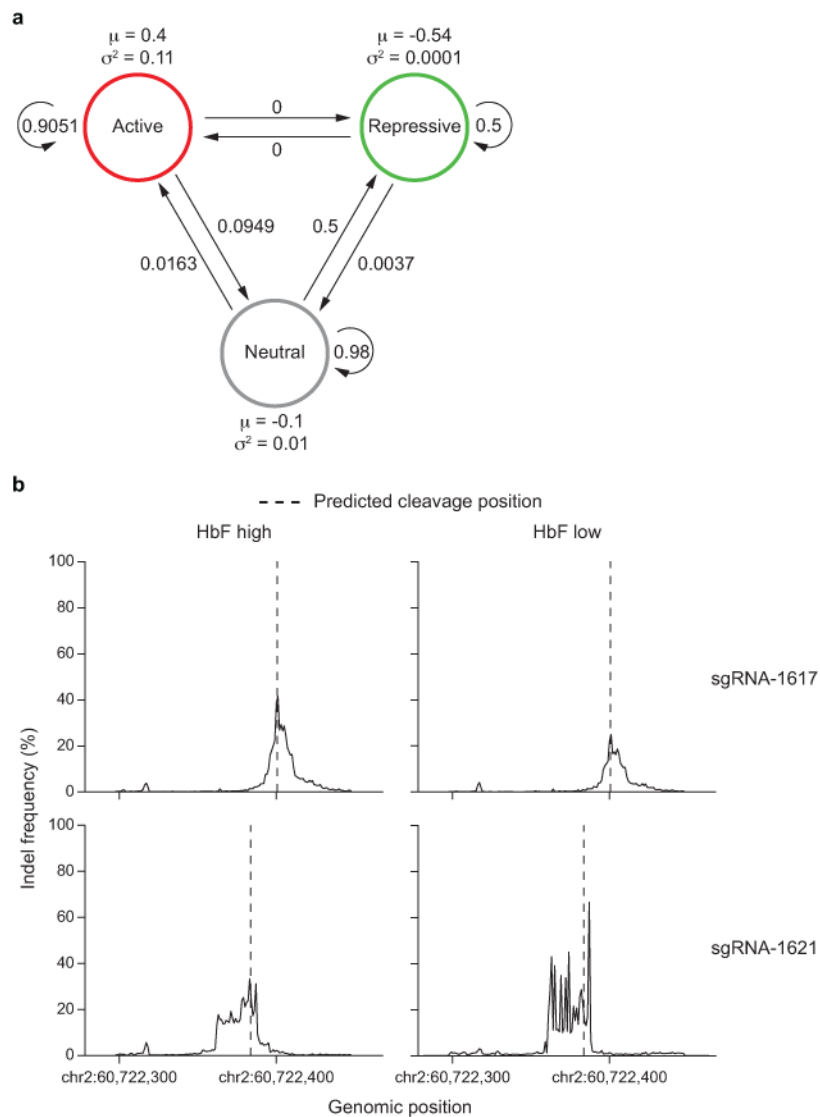 a
μ = 0.4
σ² = 0.11
μ = -0.54
σ² = 0.0001
0.9051
Active
0
0
Repressive
0.5
0.0949
0.5
0.0163
0.0037
Neutral
0.98
μ = -0.1
σ² = 0.01
b
Predicted cleavage position
HbF high
HbF low
100
80
60
40
20
0
sgRNA-1617
100
80
60
40
20
0
sgRNA-1621
Indel frequency (%)
chr2:60,722,300
chr2:60,722,400
chr2:60,722,300
chr2:60,722,400
Genomic position